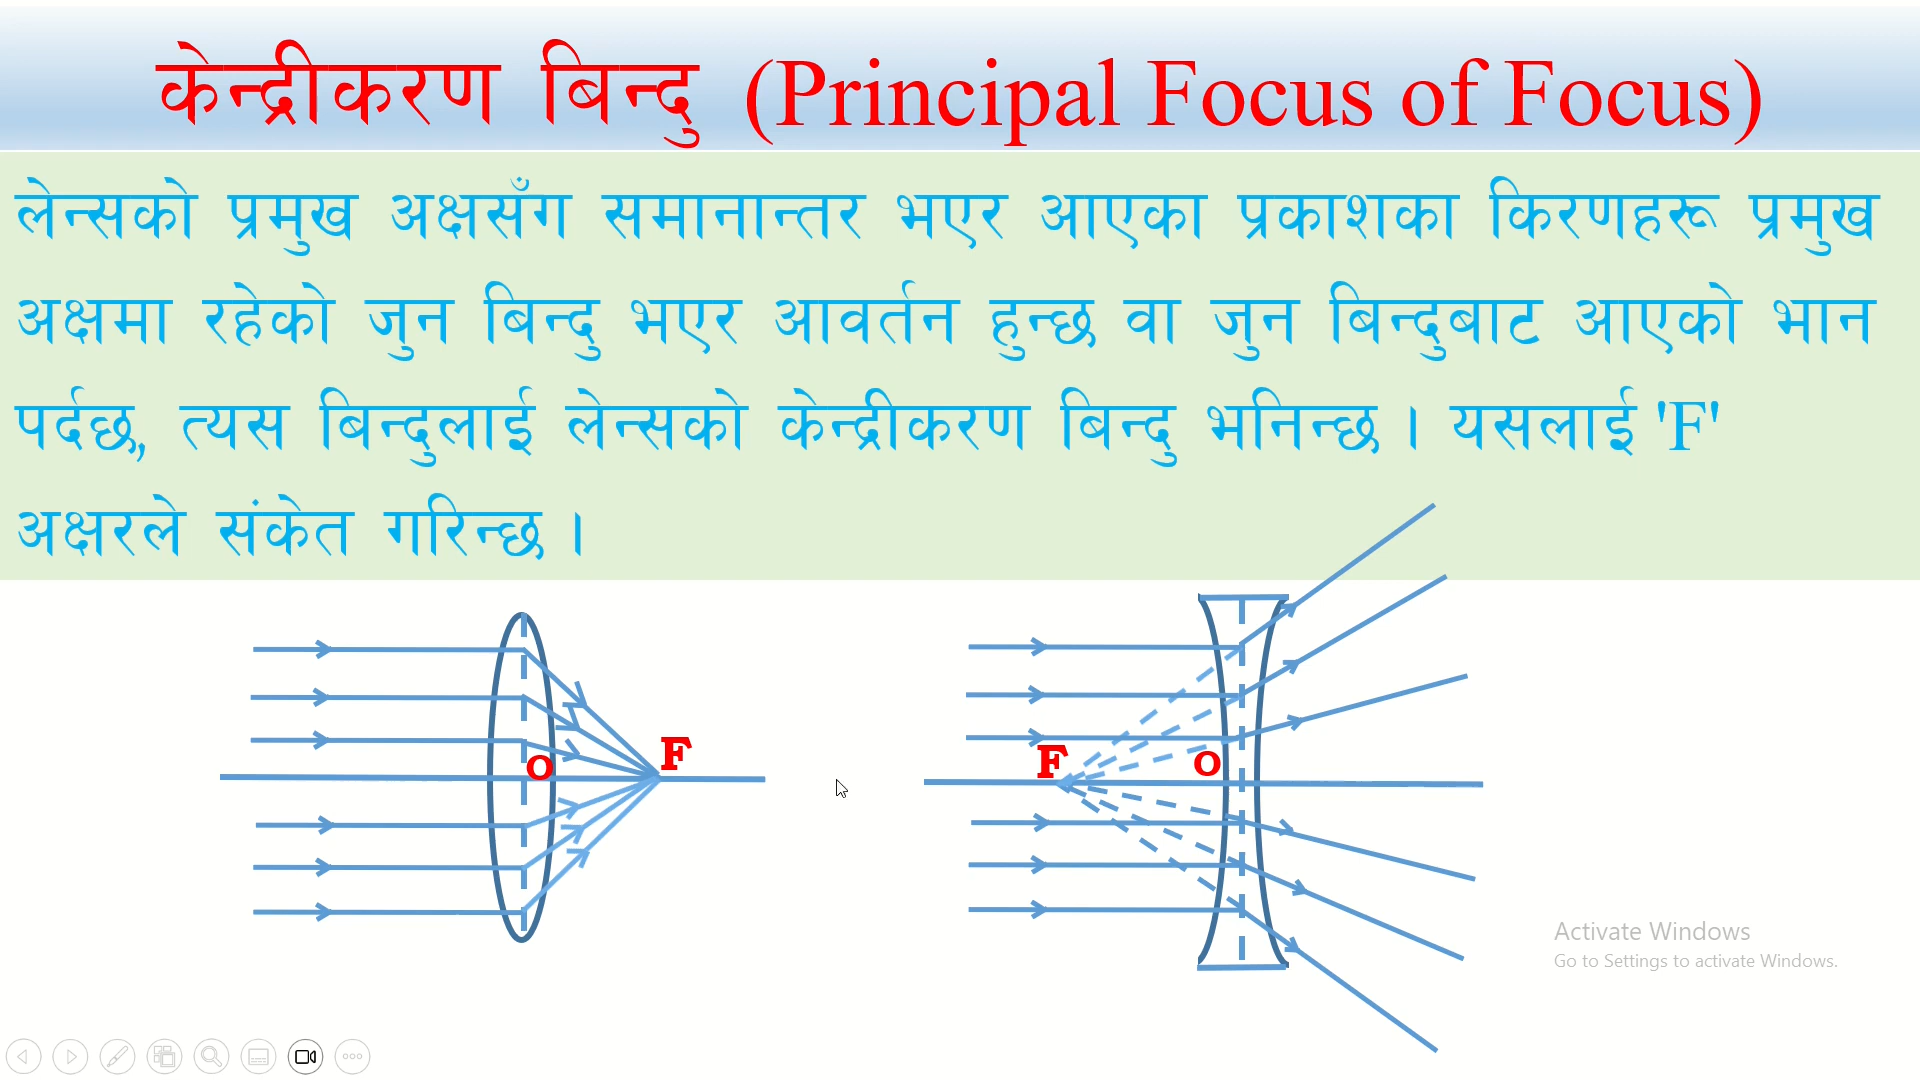 केन्द्रीकरण बिन्दु (Principal Focus of Focus)
लेन्सको प्रमुख अक्षसँग समानान्तर भएर आएका प्रकाशका किरणहरू प्रमुख
अक्षमा रहेको जुन बिन्दु भएर आवर्तन हुन्छ वा जुन बिन्दुबाट आएको भान
पर्दछ, त्यस बिन्दुलाई लेन्सको केन्द्रीकरण बिन्दु भनिन्छ । यसलाई 'F'
अक्षरले संकेत गरिन्छ ।
O
F
F
O
Activate Windows
Go to Settings to activate Windows.